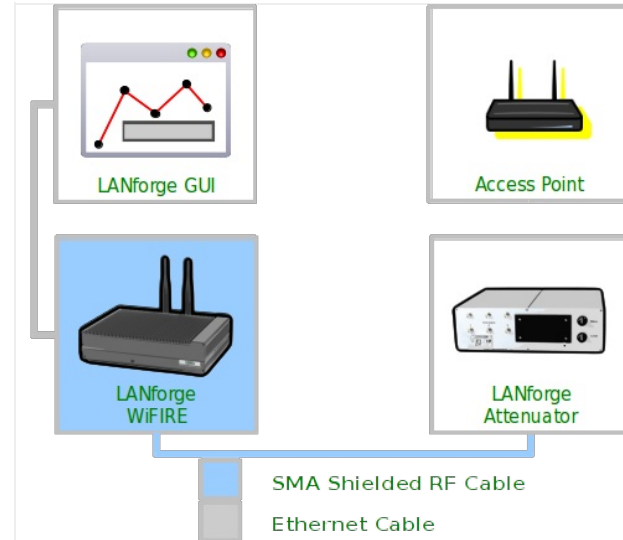 LANforge GUI
Access Point
LANforge
WiFIRE
LANforge
Attenuator
SMA Shielded RF Cable
Ethernet Cable